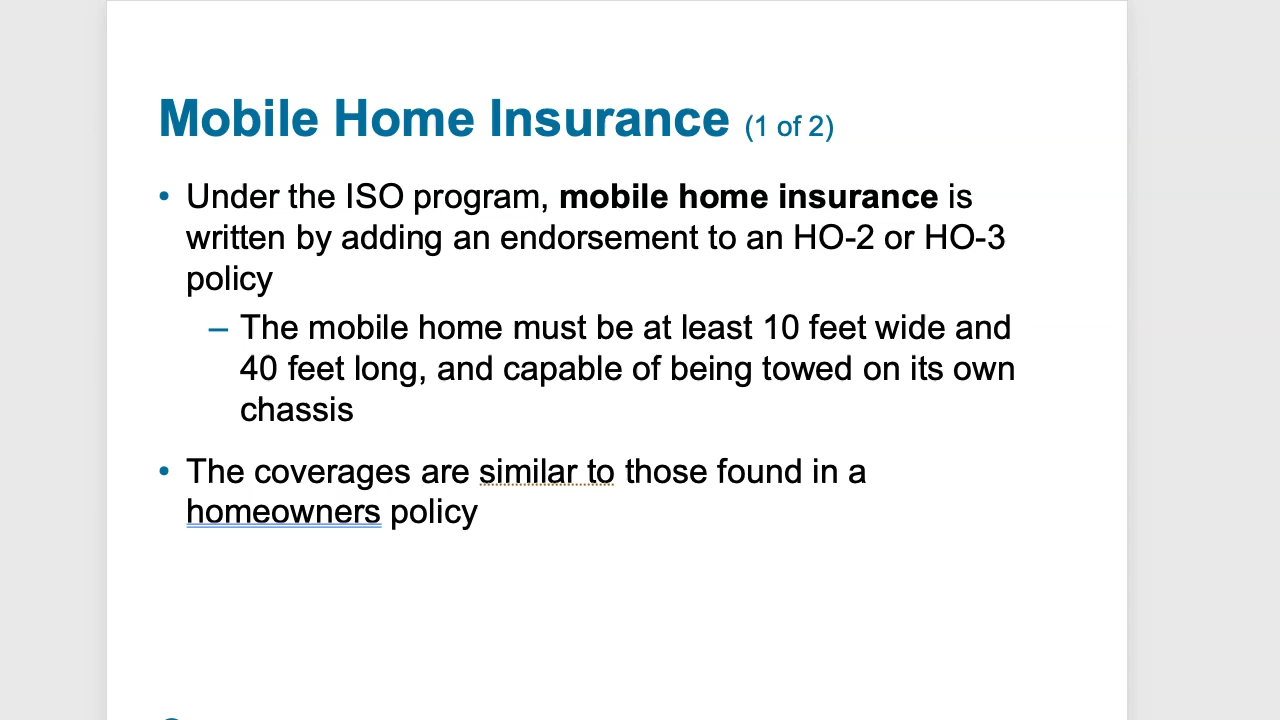 Mobile Home Insurance (1 of 2)
• Under the ISO program, mobile home insurance is
written by adding an endorsement to an HO-2 or HO-3
policy
– The mobile home must be at least 10 feet wide and
40 feet long, and capable of being towed on its own
chassis
• The coverages are similar to those found in a
homeowners policy